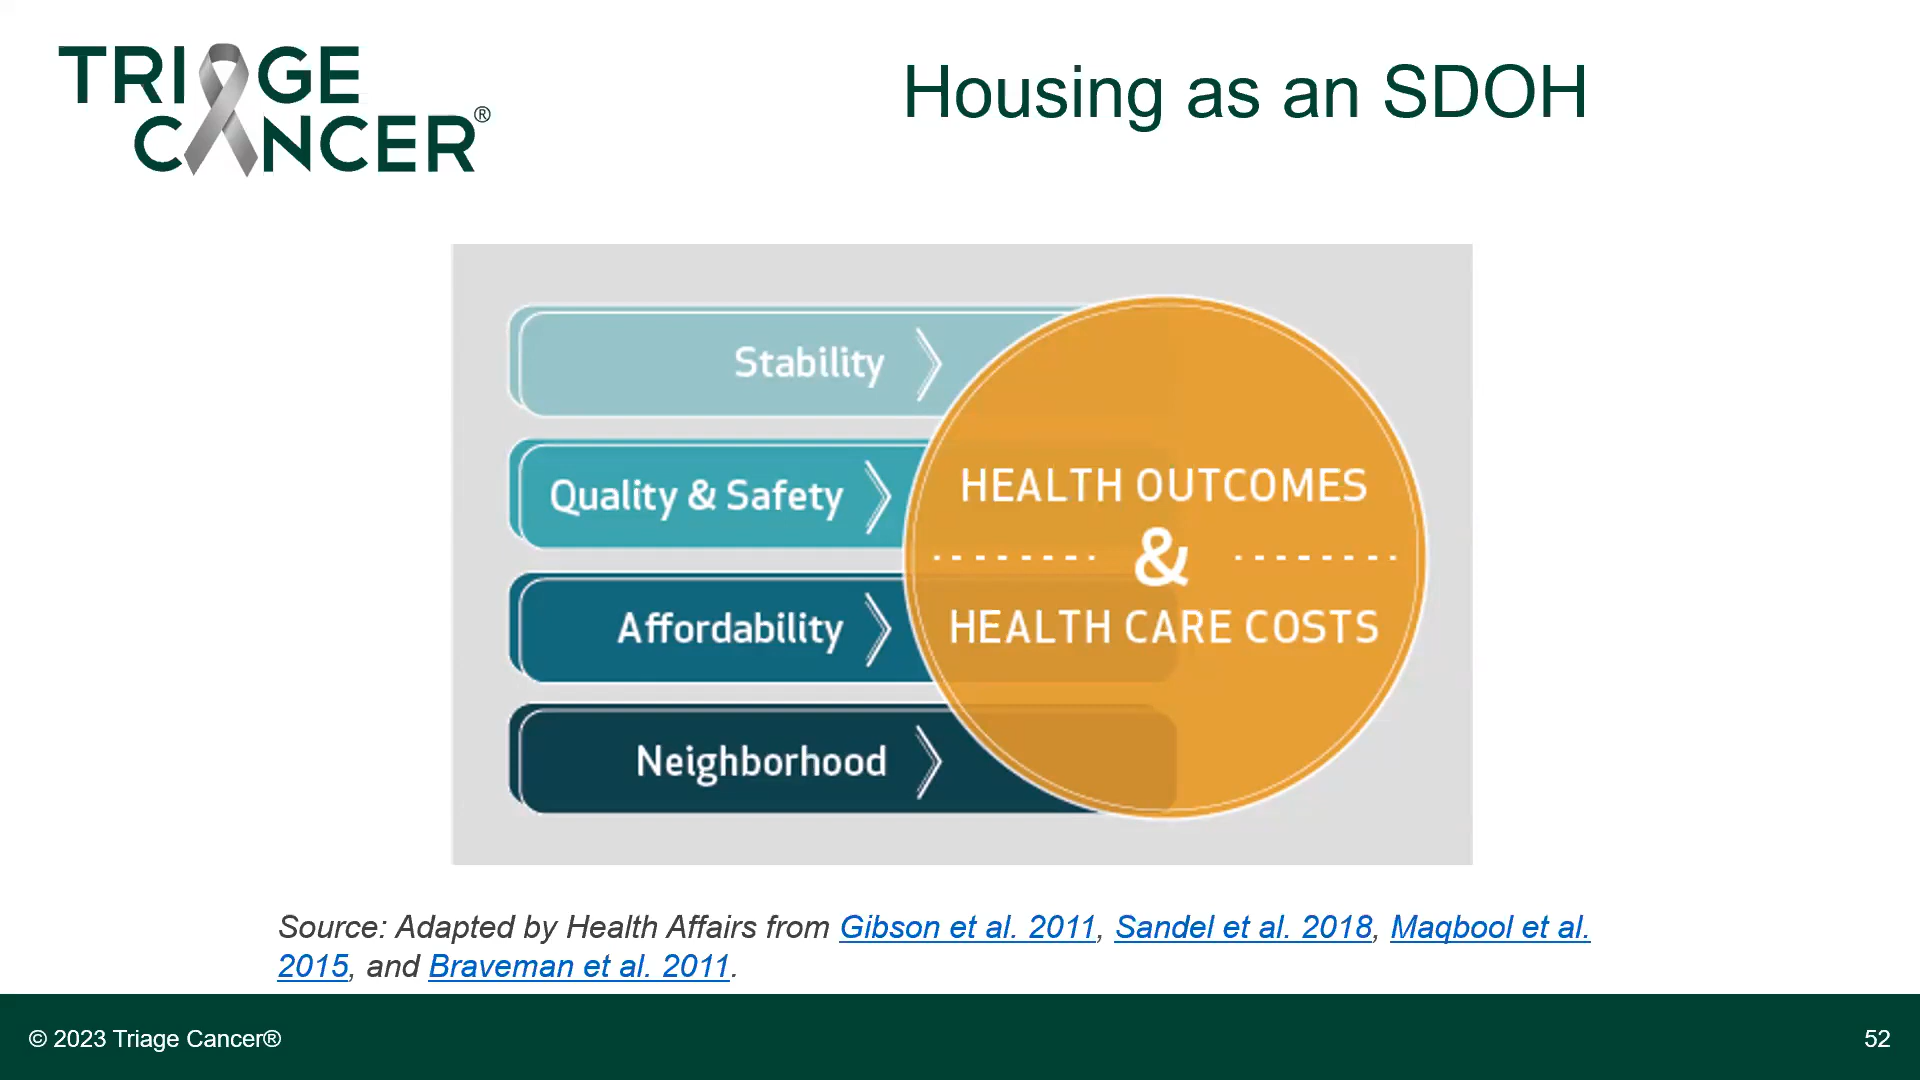 TRIAGE
CANCER®
Housing as an SDOH
Stability
Quality & Safety
Affordability
Neighborhood
HEALTH OUTCOMES
&
HEALTH CARE COSTS
Source: Adapted by Health Affairs from Gibson et al. 2011, Sandel et al. 2018, Maqbool et al.
2015, and Braveman et al. 2011.
© 2023 Triage Cancer®
52